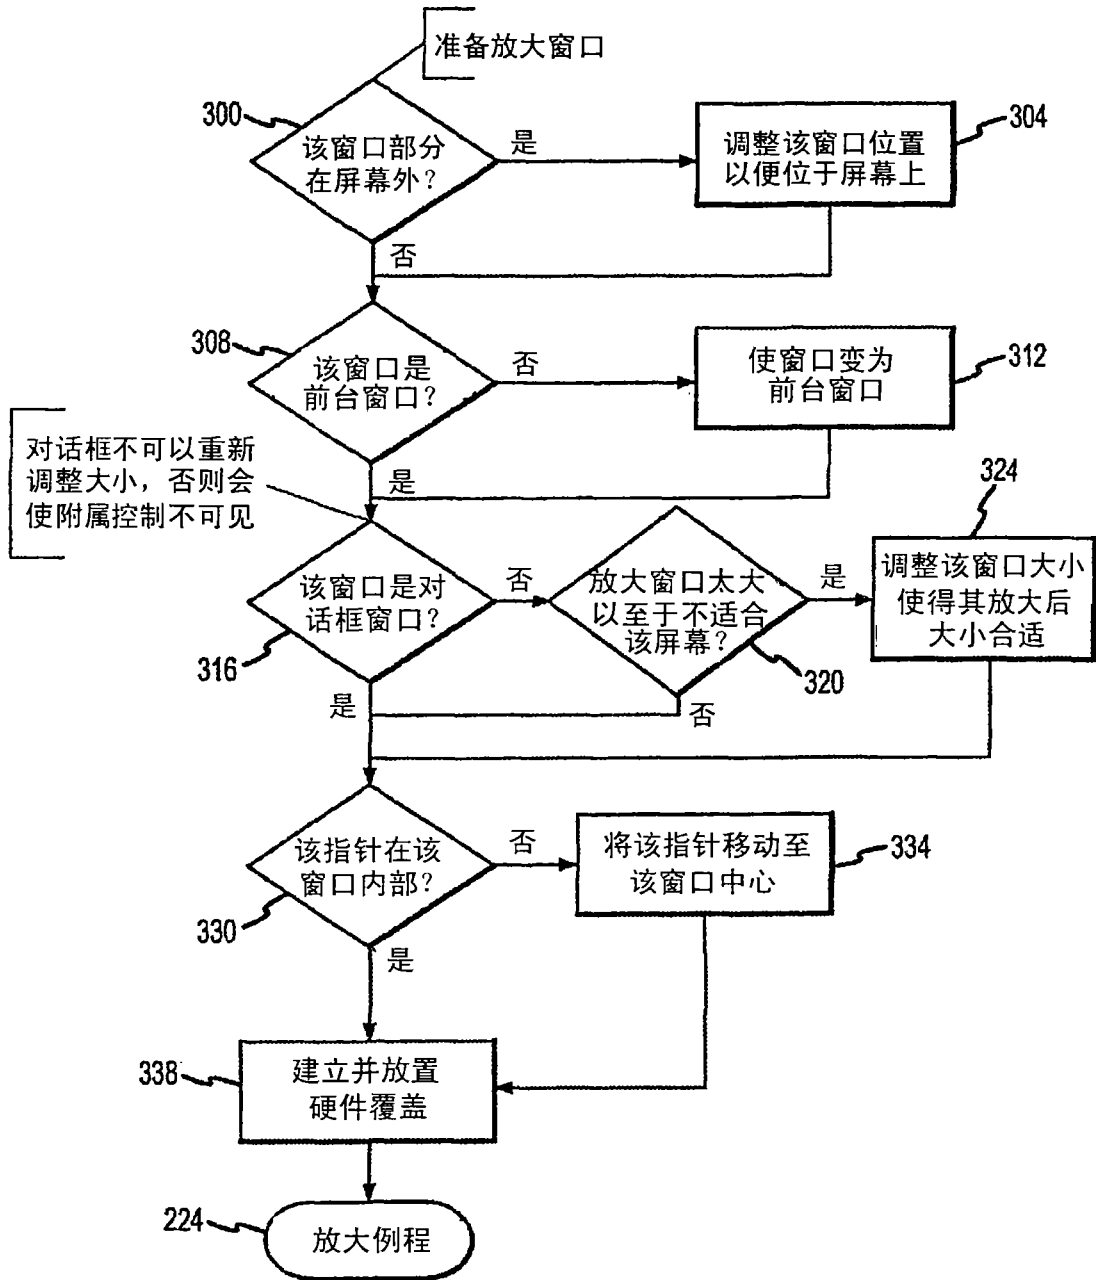 准备放大窗口
300
该窗口部分
在屏幕外？
是
调整该窗口位置
以便位于屏幕上
304
否
308
该窗口是
前台窗口？
否
使窗口变为
前台窗口
312
对话框不可以重新
调整大小，否则会
使附属控制不可见
是
324
该窗口是对
话框窗口？
316
否
放大窗口太大
以至于不适合
该屏幕？
320
是
调整该窗口大小
使得其放大后
大小合适
是
否
该指针在该
窗口内部？
330
否
将该指针移动至
该窗口中心
334
是
338
建立并放置
硬件覆盖
224
放大例程